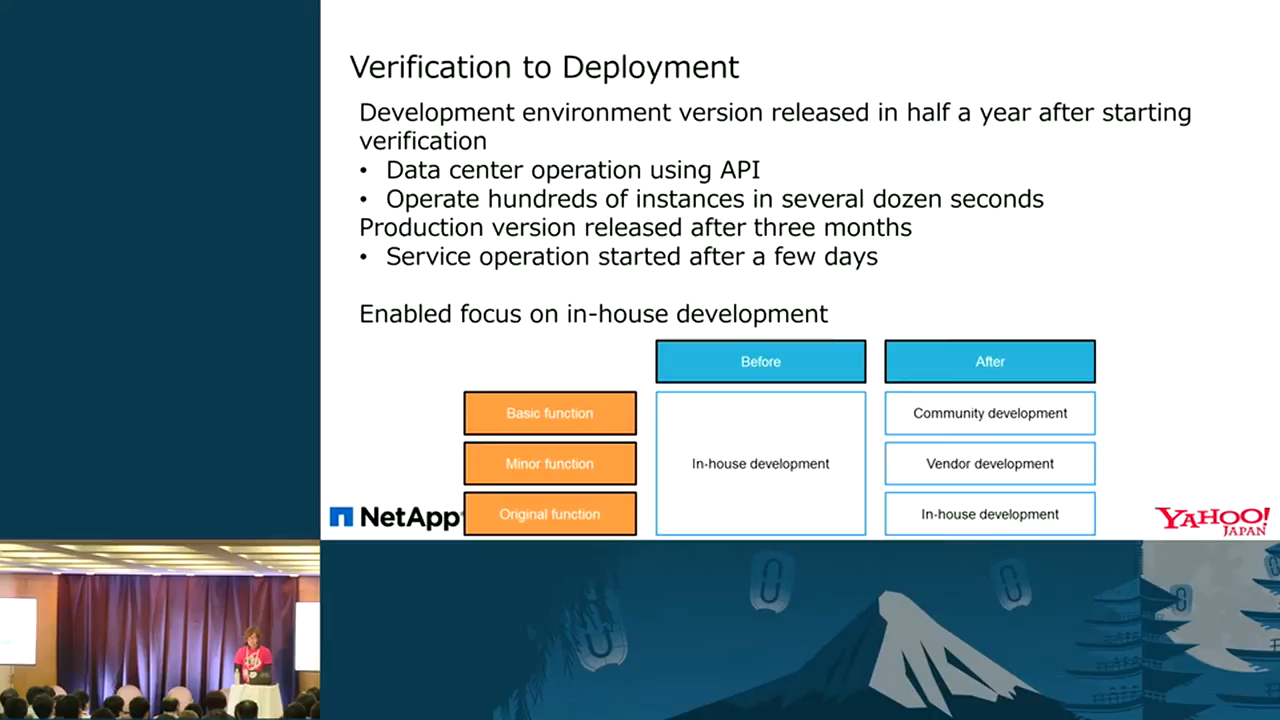 Verification to Deployment
Development environment version released in half a year after starting
verification
• Data center operation using API
• Operate hundreds of instances in several dozen seconds
Production version released after three months
• Service operation started after a few days
Enabled focus on in-house development
Before
After
Basic function
Community development
Minor function
In-house development
Vendor development
Original function
In-house development
NetApp
YAHOO!
JAPAN